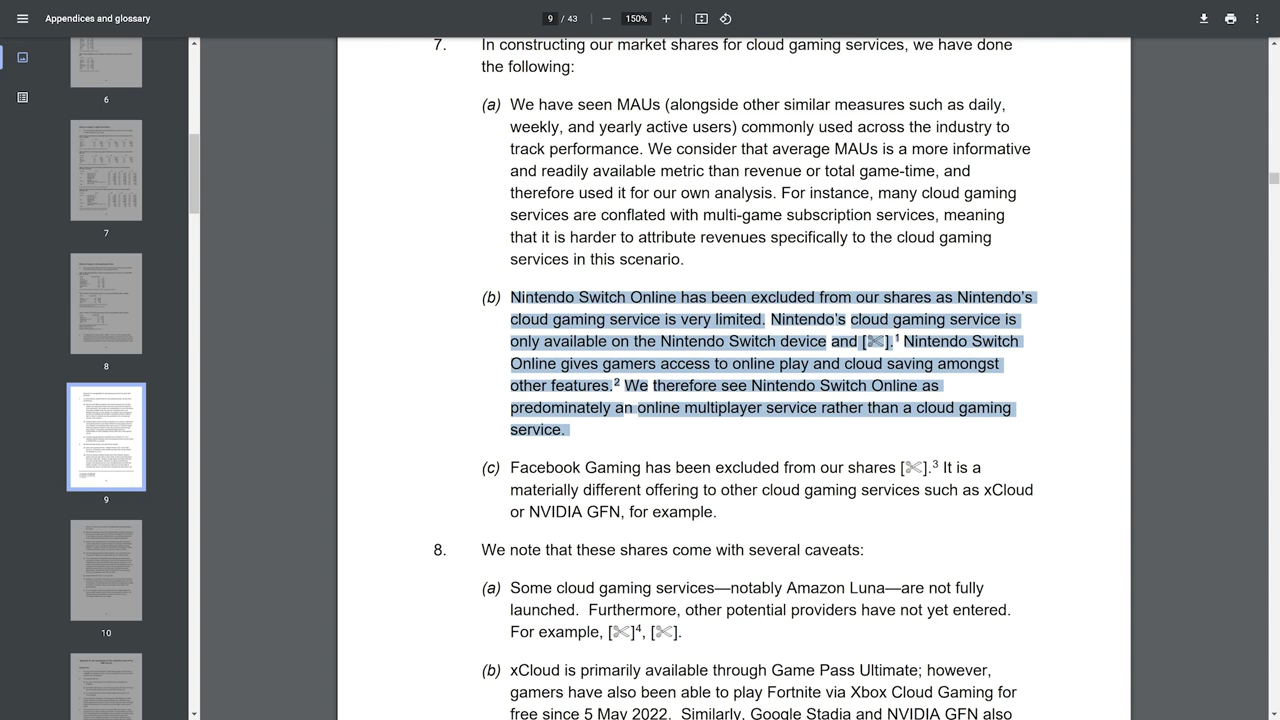 Appendices and glossary
9 / 43
150%
6
7
8
9
10
7. In constructing our market shares for cloud gaming services, we have done
the following:
(a) We have seen MAUs (alongside other similar measures such as daily,
weekly, and yearly active users) commonly used across the industry to
track performance. We consider that average MAUs is a more informative
and readily available metric than revenue or total game-time, and
therefore used it for our own analysis. For instance, many cloud gaming
services are conflated with multi-game subscription services, meaning
that it is harder to attribute revenues specifically to the cloud gaming
services in this scenario.
(b) Nintendo Switch Online has been excluded from our shares as Nintendo's
cloud gaming service is very limited. Nintendo's cloud gaming service is
only available on the Nintendo Switch device and [✂].1 Nintendo Switch
Online gives gamers access to online play and cloud saving amongst
other features.2 We therefore see Nintendo Switch Online as
predominately an online multiplayer service rather than a cloud gaming
service.
(c) Facebook Gaming has been excluded from our shares [✂].3 It is a
materially different offering to other cloud gaming services such as xCloud
or NVIDIA GFN, for example.
8. We note that these shares come with several caveats:
(a) Some cloud gaming services—notably Amazon Luna—are not fully
launched. Furthermore, other potential providers have not yet entered.
For example, [✂]4, [✂].
(b) xCloud is primarily available through Game Pass Ultimate; however,
gamers have also been able to play Fortnite via Xbox Cloud Gaming for
free since 5 May 2022. Similarly, Google Stadia and NVIDIA GFN also